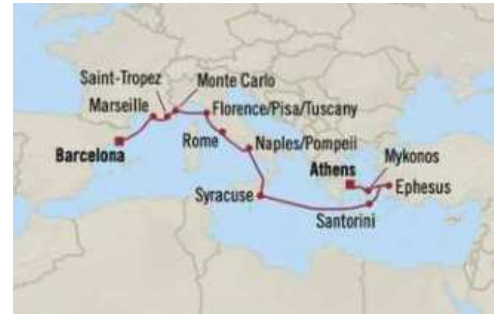 Saint-Tropez
Monte Carlo
Marseille
Florence/Pisa/Tuscany
Rome
Naples/Pompeii
Barcelona
Athens
Mykonos
Ephesus
Syracuse
Santorini